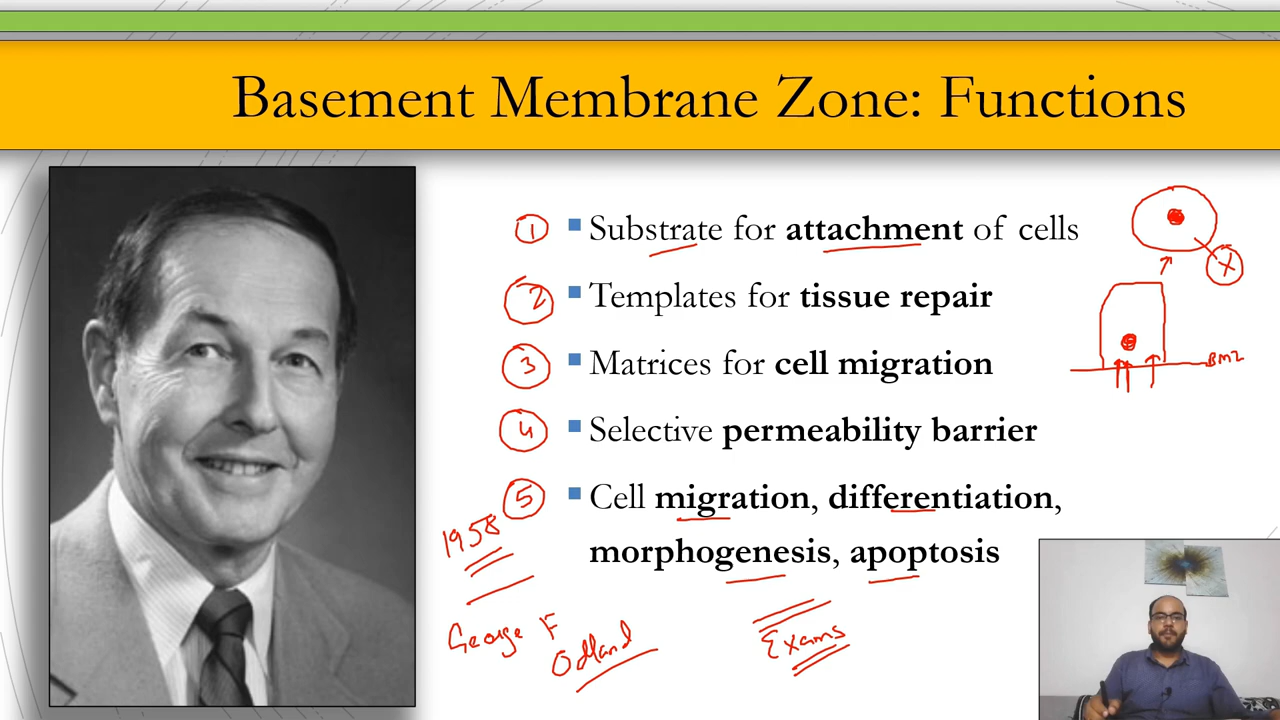 Basement Membrane Zone: Functions
1 Substrate for attachment of cells
2 Templates for tissue repair
3 Matrices for cell migration
4 Selective permeability barrier
5 Cell migration, differentiation,
morphogenesis, apoptosis
X
BMZ
1958
George F
Odland
Exams